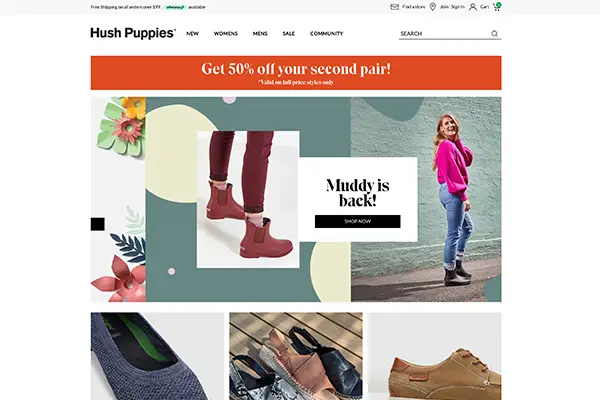 Free Shipping on all orders over $99 | afterpay available
Find a store
Join
Sign In
Cart
0
Hush Puppies®
NEW
WOMENS
MENS
SALE
COMMUNITY
SEARCH
Get 50% off your second pair!
*Valid on full price styles only
Muddy is
back!
SHOP NOW